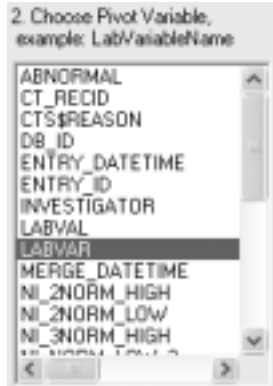 2. Choose Pivot Variable,
example: LabVariableName
ABNORMAL
CT_RECID
CTS$REASON
DB_ID
ENTRY_DATETIME
ENTRY_ID
INVESTIGATOR
LABVAL
LABVAR
MERGE_DATETIME
NI_2NORM_HIGH
NI_2NORM_LOW
NI_3NORM_HIGH